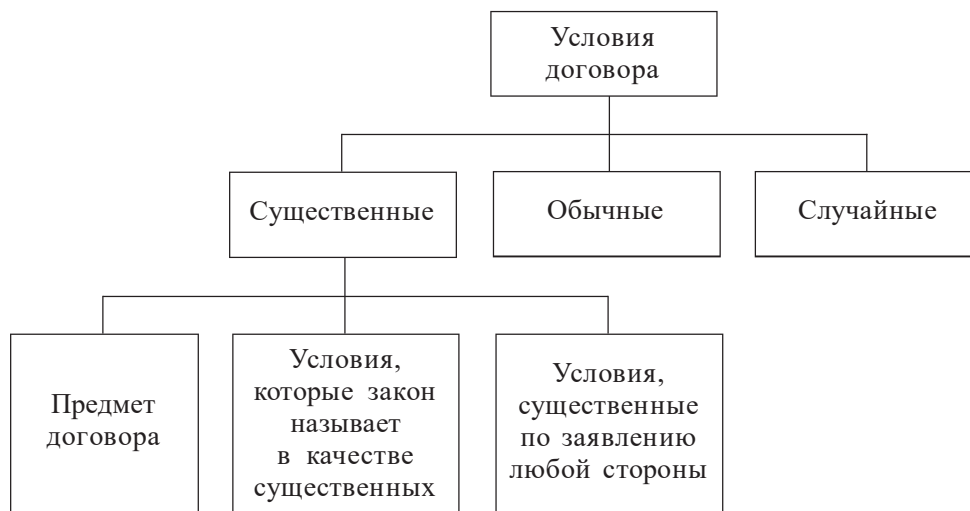 Условия
договора
Существенные
Обычные
Случайные
Предмет
договора
Условия,
которые закон
называет
в качестве
существенных
Условия,
существенные
по заявлению
любой стороны